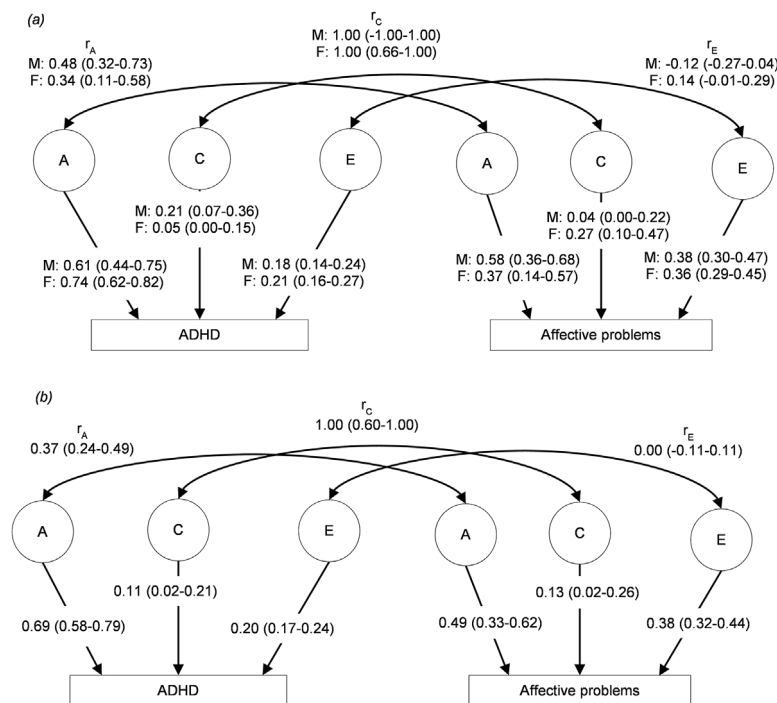 (a)
r_C
M: 1.00 (-1.00-1.00)
F: 1.00 (0.66-1.00)
r_A
M: 0.48 (0.32-0.73)
F: 0.34 (0.11-0.58)
r_E
M: -0.12 (-0.27-0.04)
F: 0.14 (-0.01-0.29)
A
C
E
A
C
E
M: 0.21 (0.07-0.36)
F: 0.05 (0.00-0.15)
M: 0.04 (0.00-0.22)
F: 0.27 (0.10-0.47)
M: 0.61 (0.44-0.75)
F: 0.74 (0.62-0.82)
M: 0.18 (0.14-0.24)
F: 0.21 (0.16-0.27)
M: 0.58 (0.36-0.68)
F: 0.37 (0.14-0.57)
M: 0.38 (0.30-0.47)
F: 0.36 (0.29-0.45)
ADHD
Affective problems
(b)
r_C
1.00 (0.60-1.00)
r_A
0.37 (0.24-0.49)
r_E
0.00 (-0.11-0.11)
A
C
E
A
C
E
0.11 (0.02-0.21)
0.13 (0.02-0.26)
0.69 (0.58-0.79)
0.20 (0.17-0.24)
0.49 (0.33-0.62)
0.38 (0.32-0.44)
ADHD
Affective problems